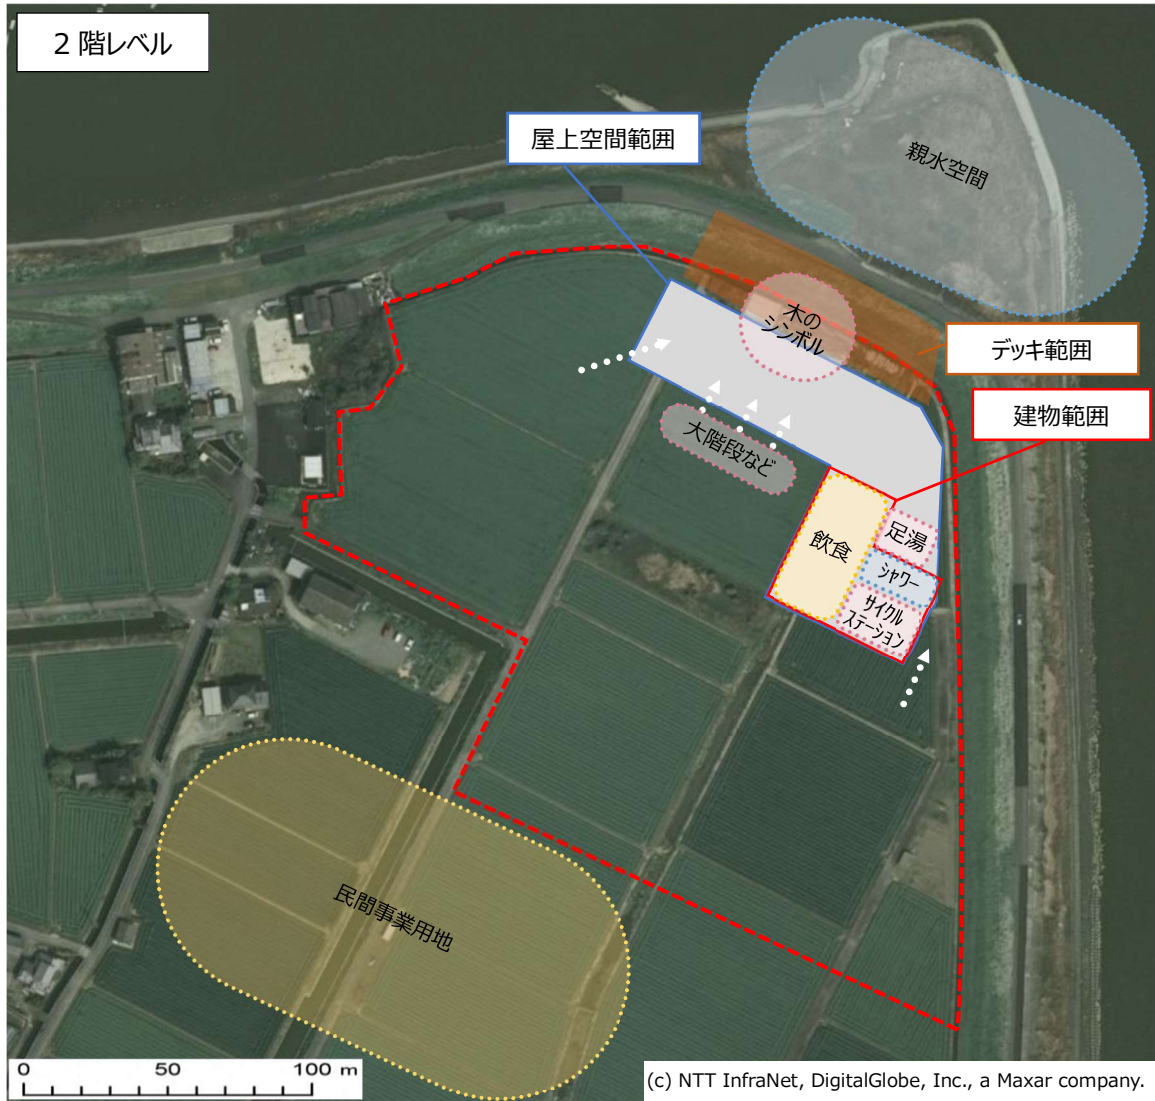 2 階レベル
屋上空間範囲
親水空間
木の
シンボル
デッキ範囲
建物範囲
大階段など
飲食
足湯
シャワー
サイクル
ステーション
民間事業用地
0 50 100 m
(c) NTT InfraNet, DigitalGlobe, Inc., a Maxar company.